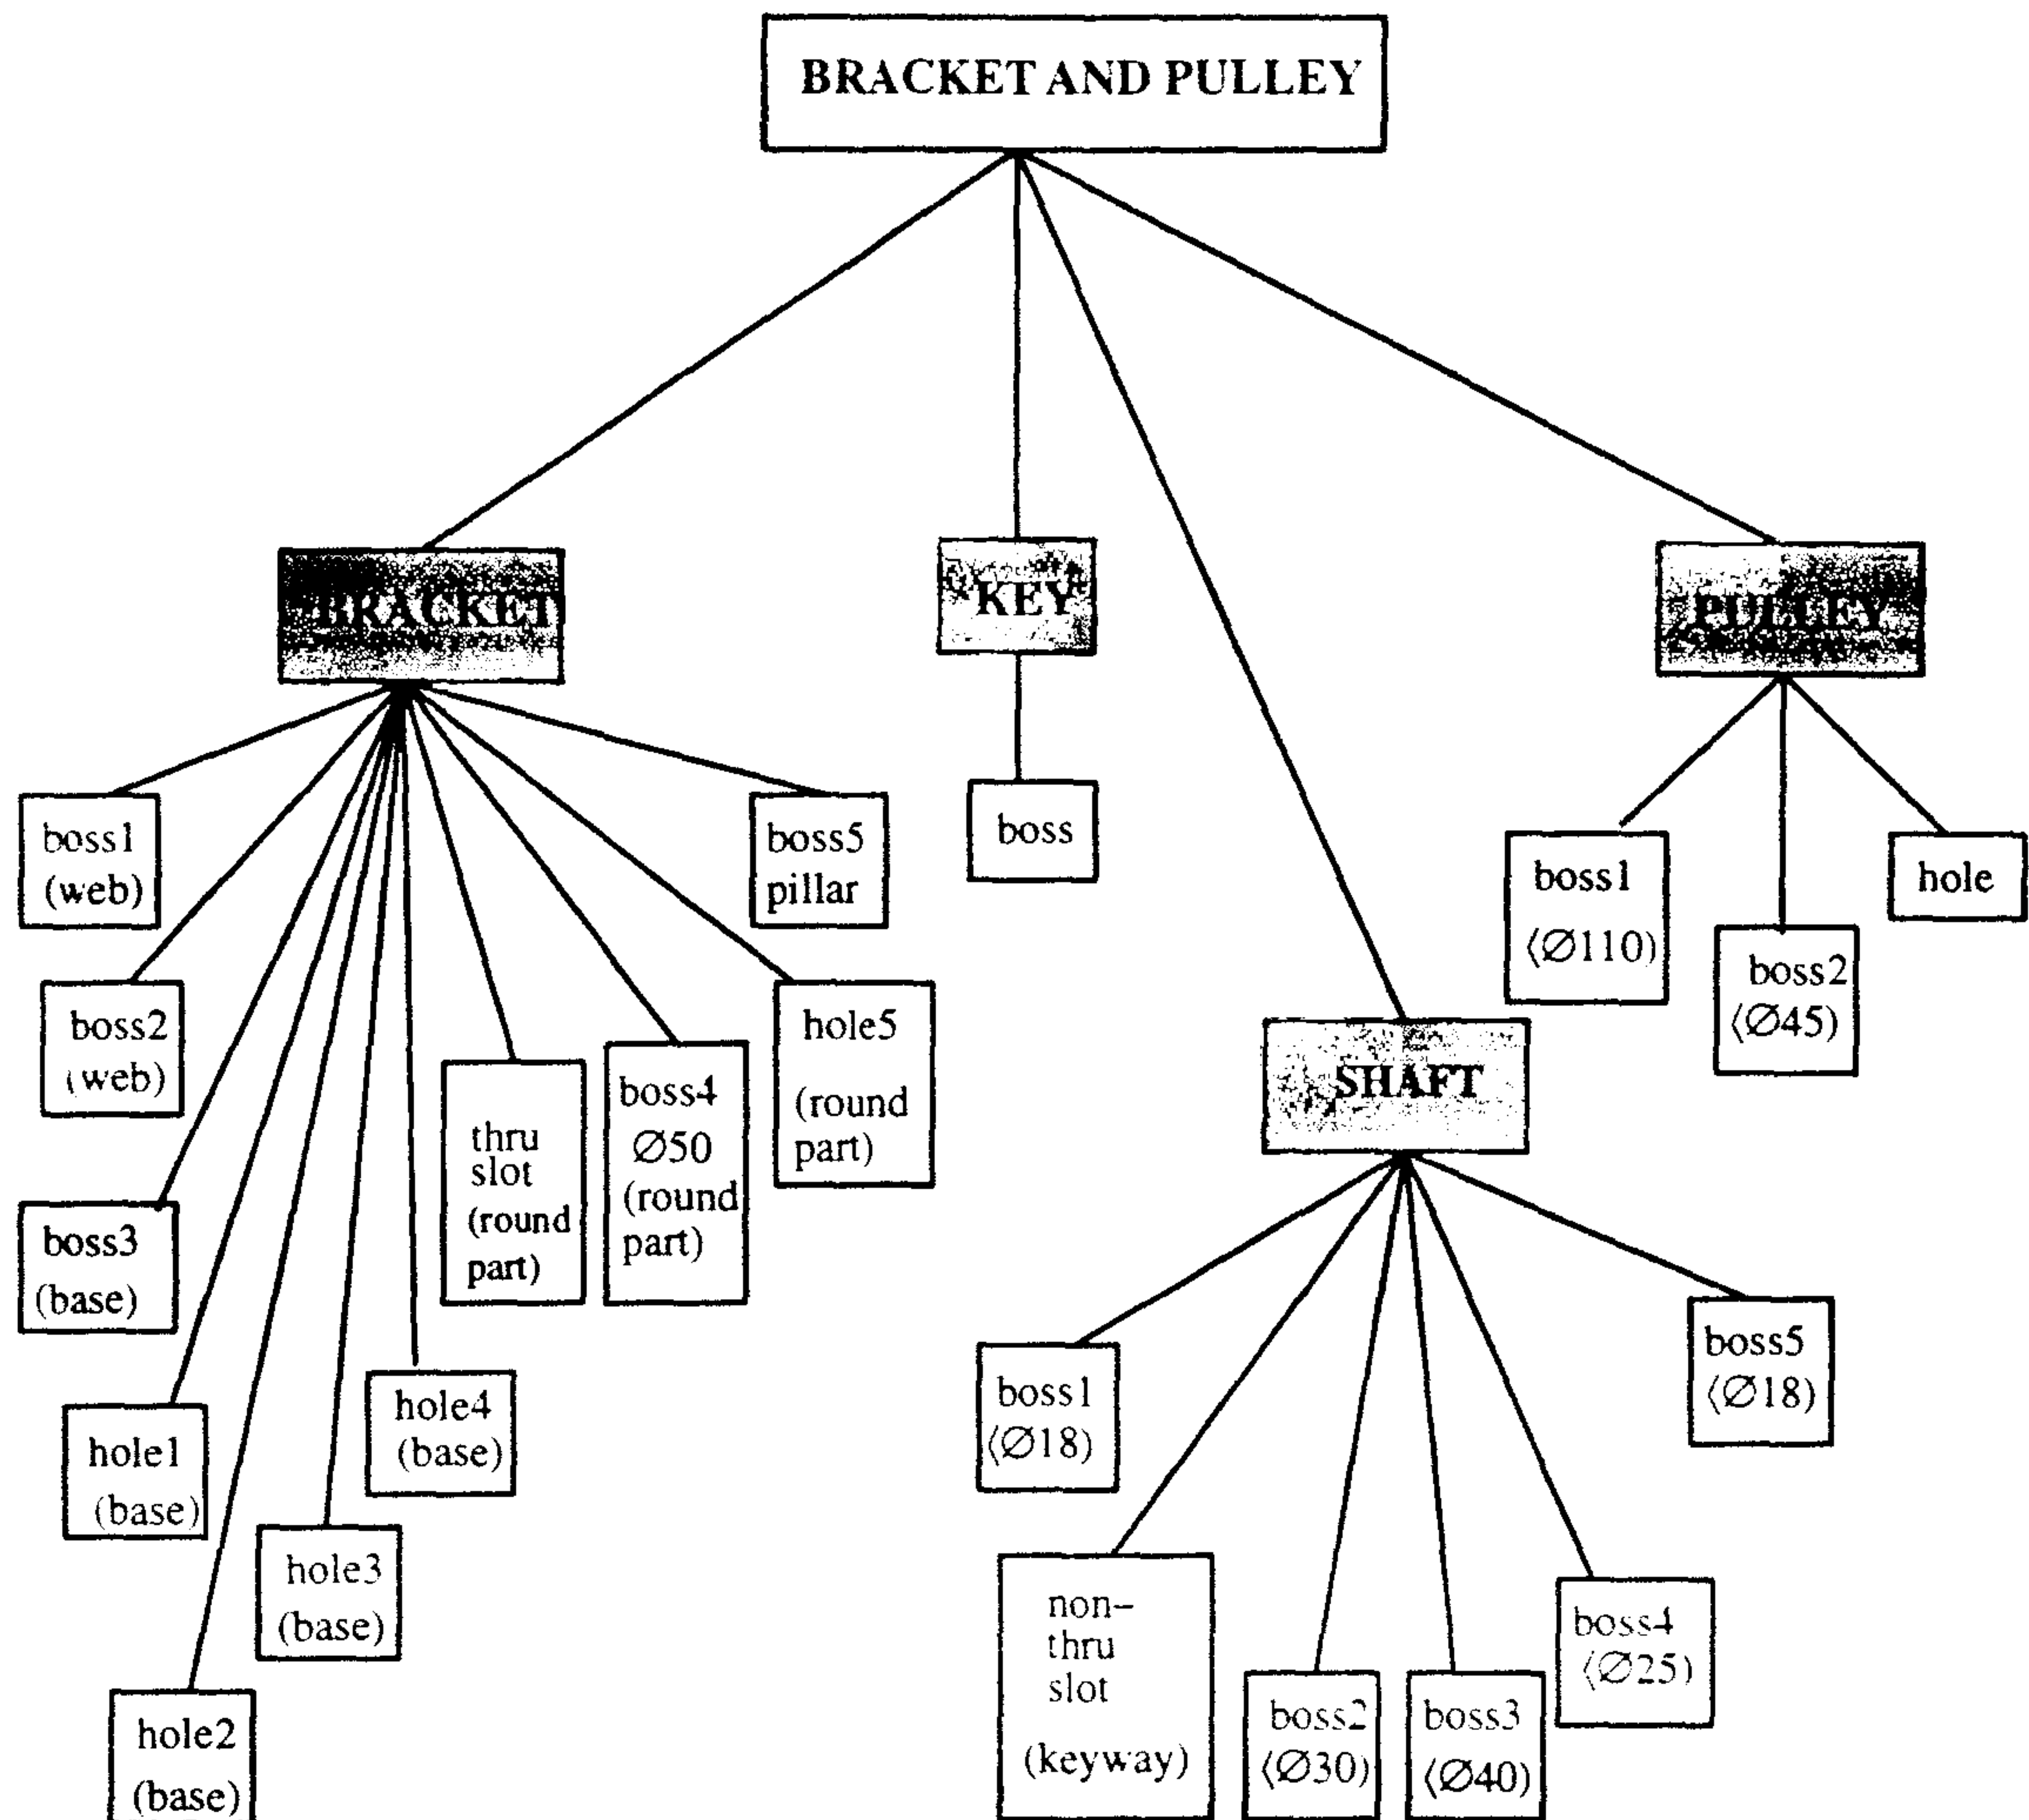 BRACKET AND PULLEY
BRACKET
KEY
PULLEY
boss1
(web)
boss5
pillar
boss
boss1
(Ø110)
hole
boss2
(Ø45)
boss2
(web)
hole5
(round
part)
thru
slot
(round
part)
boss4
Ø50
(round
part)
SHAFT
boss3
(base)
hole1
(base)
hole4
(base)
hole3
(base)
hole2
(base)
boss1
(Ø18)
boss5
(Ø18)
non-
thru
slot
(keyway)
boss2
(Ø30)
boss3
(Ø40)
boss4
(Ø25)